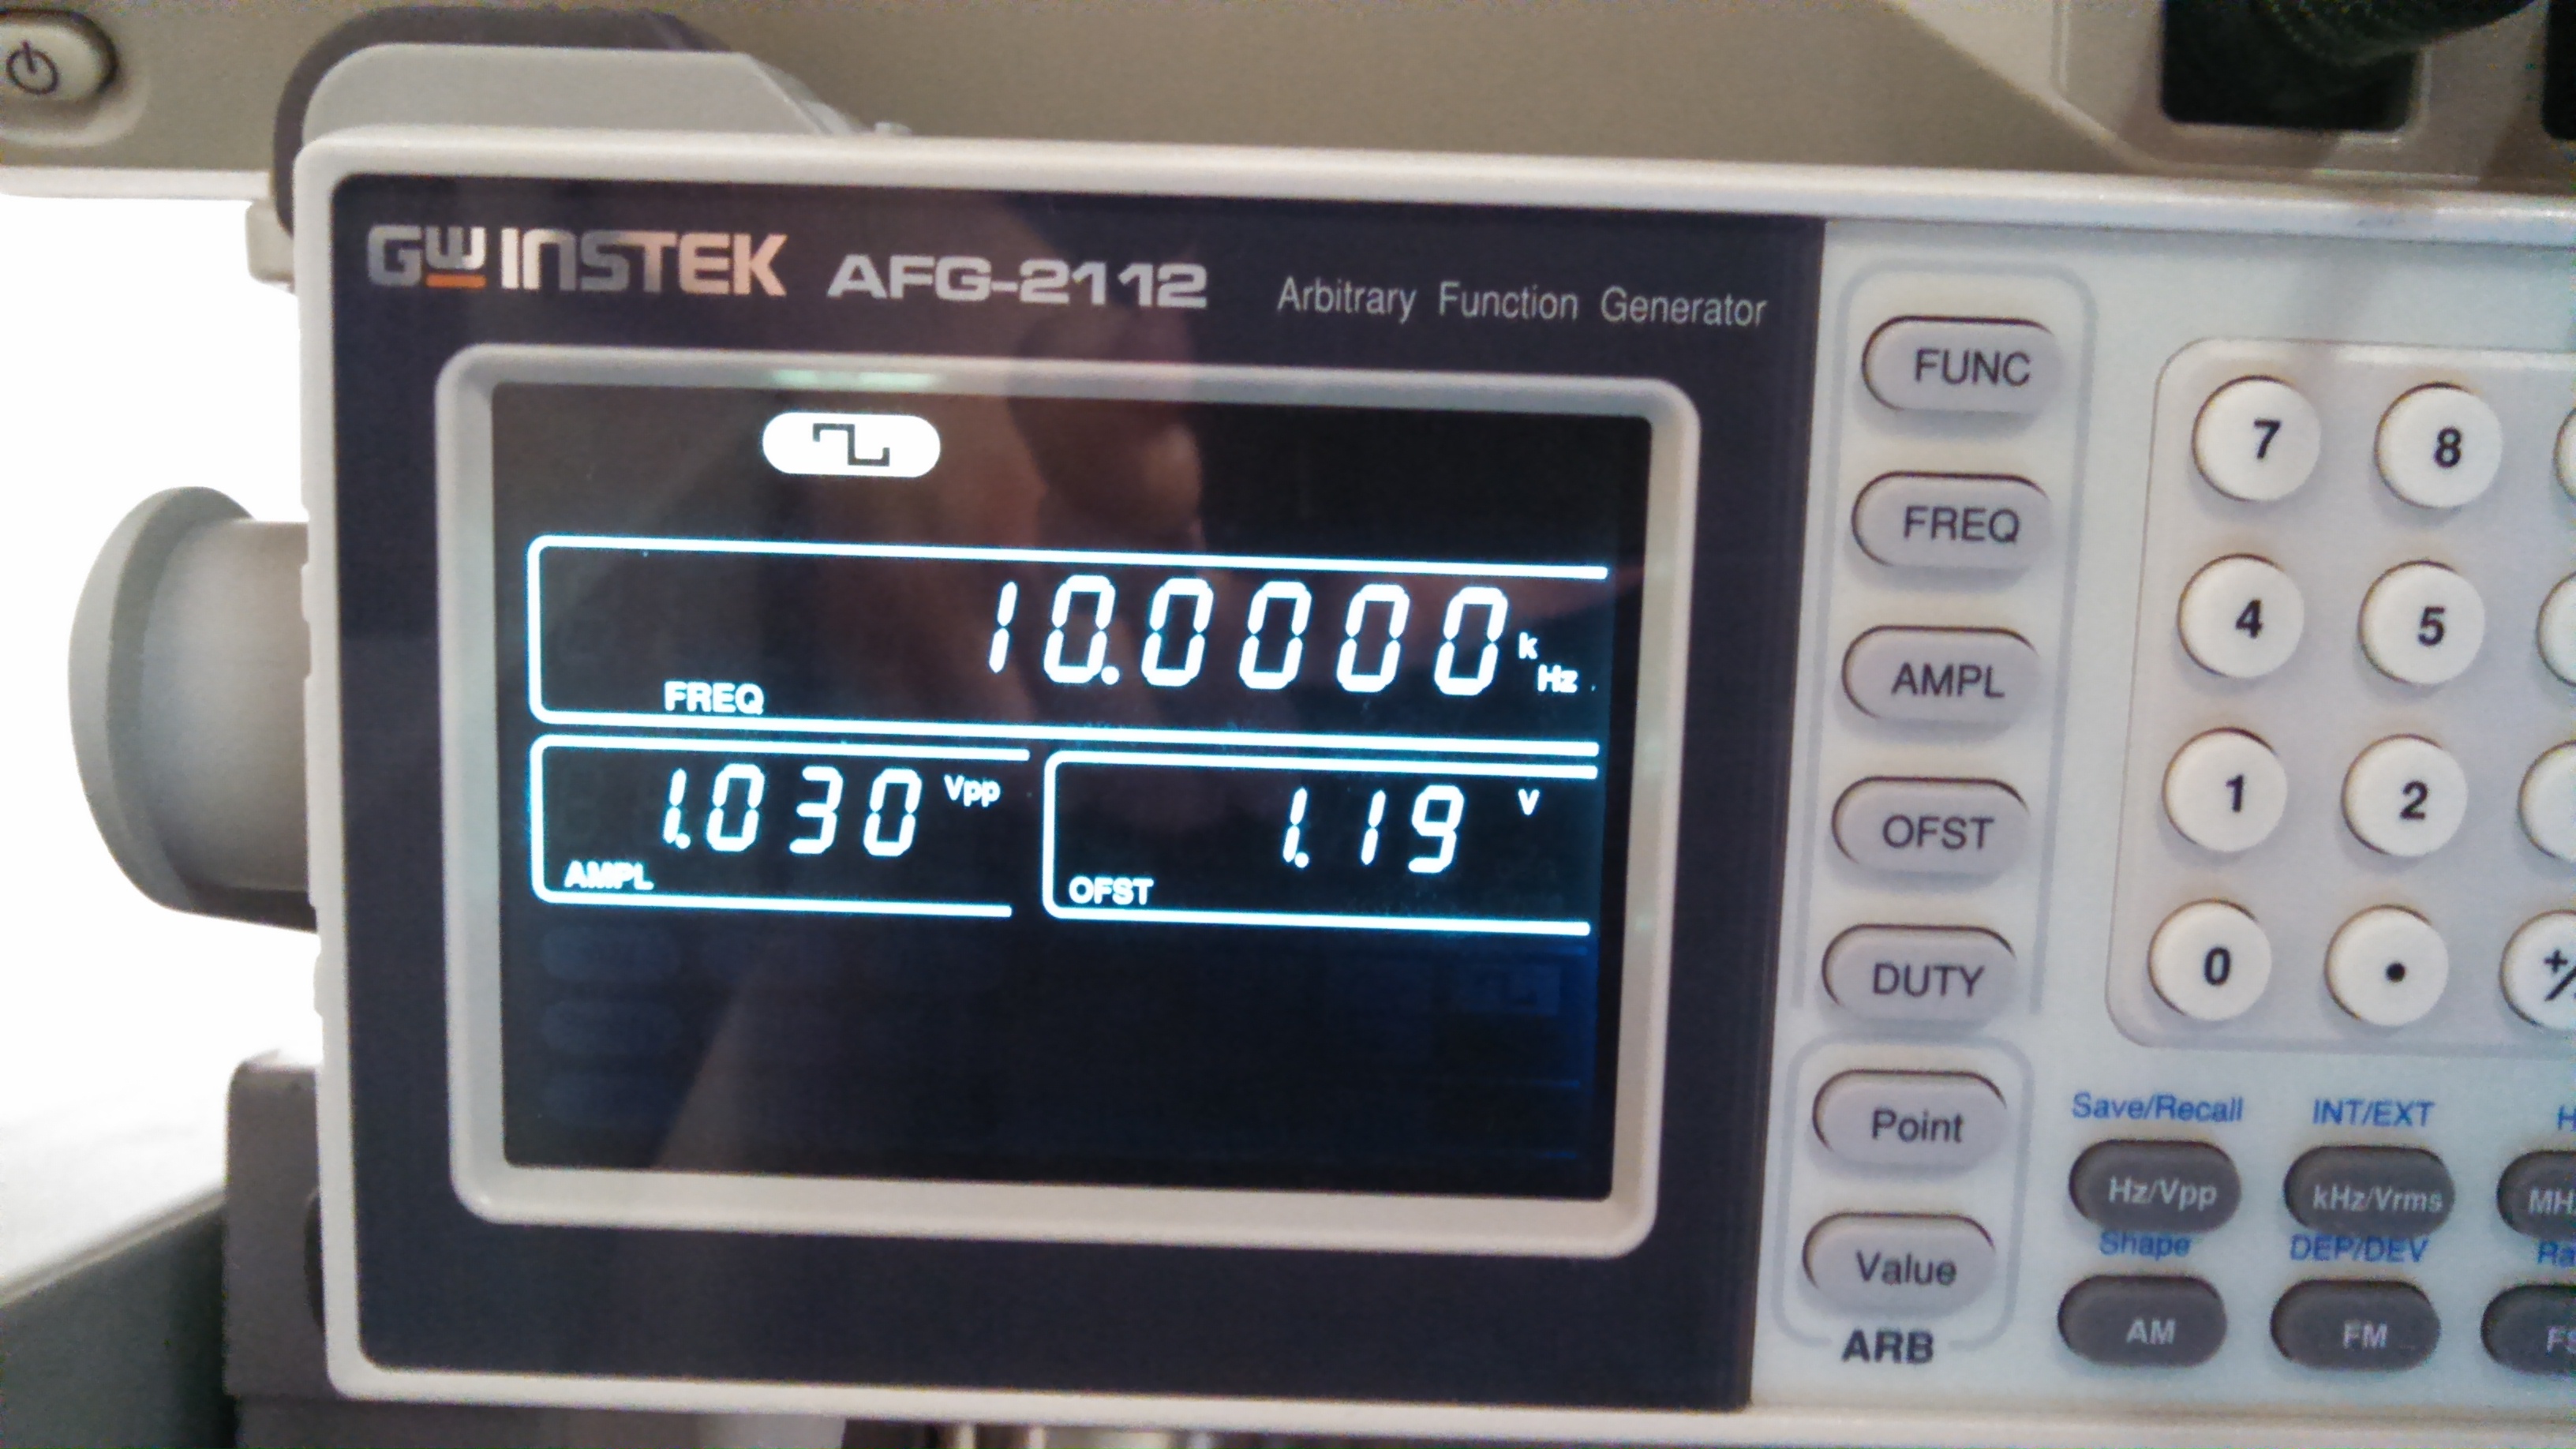 GWINSTEK AFG-2112 Arbitrary Function Generator
10.0000 kHz
FREQ
1.030 Vpp
AMPL
1.19 V
OFST
FUNC
FREQ
AMPL
OFST
DUTY
Point
Value
ARB
7 8
4 5
1 2
0 •
Save/Recall INT/EXT
Hz/Vpp kHz/Vrms
Shape DEP/DEV
AM FM